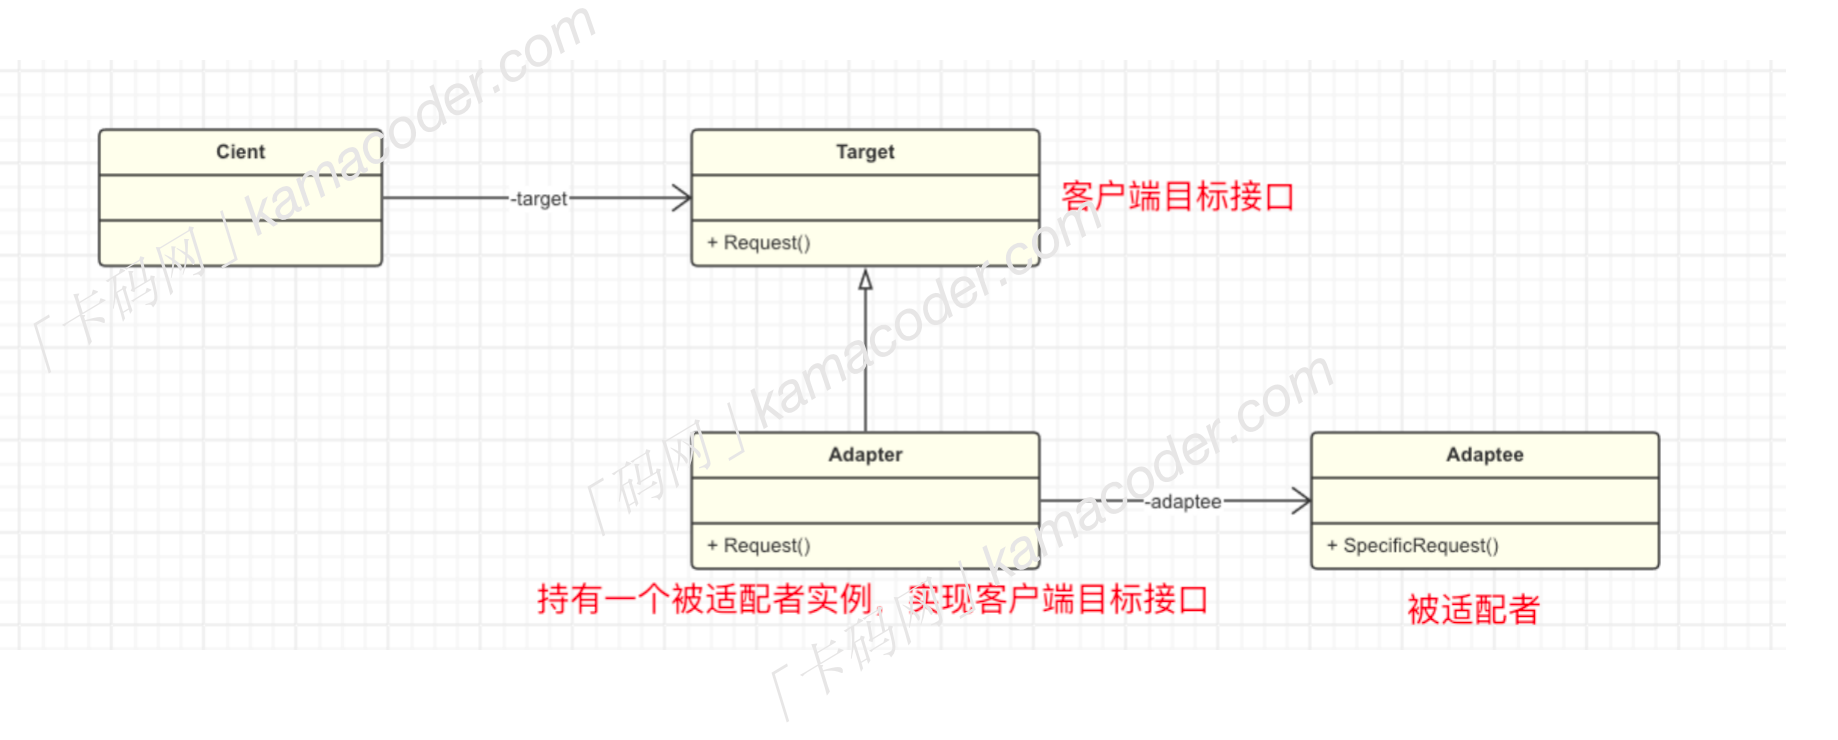 Cient
Target
-target
客户端目标接口
+ Request()
Adapter
Adaptee
-adaptee
+ Request()
+ SpecificRequest()
持有一个被适配者实例，实现客户端目标接口
被适配者
「卡码网」kamacoder.com
「码网」kamacoder.com
「卡码网」kamacoder.com